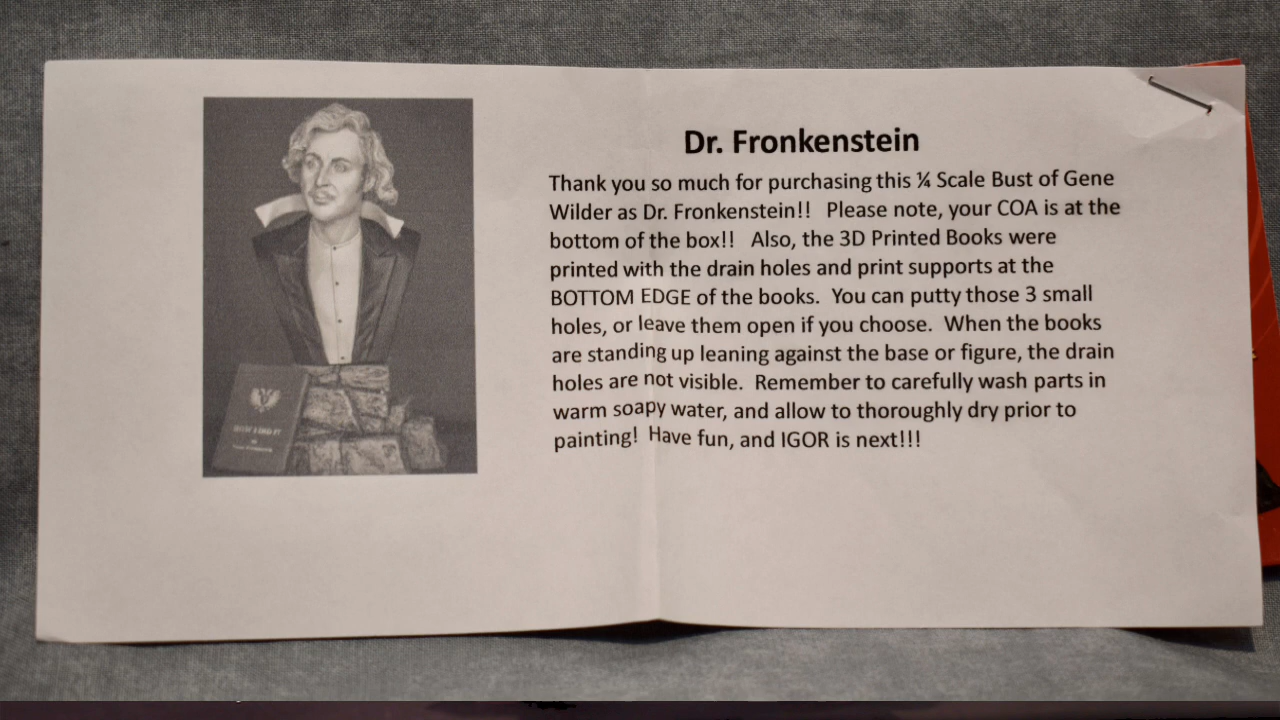 Dr. Fronkenstein
Thank you so much for purchasing this ¼ Scale Bust of Gene
Wilder as Dr. Fronkenstein!! Please note, your COA is at the
bottom of the box!! Also, the 3D Printed Books were
printed with the drain holes and print supports at the
BOTTOM EDGE of the books. You can putty those 3 small
holes, or leave them open if you choose. When the books
are standing up leaning against the base or figure, the drain
holes are not visible. Remember to carefully wash parts in
warm soapy water, and allow to thoroughly dry prior to
painting! Have fun, and IGOR is next!!!
I DID IT